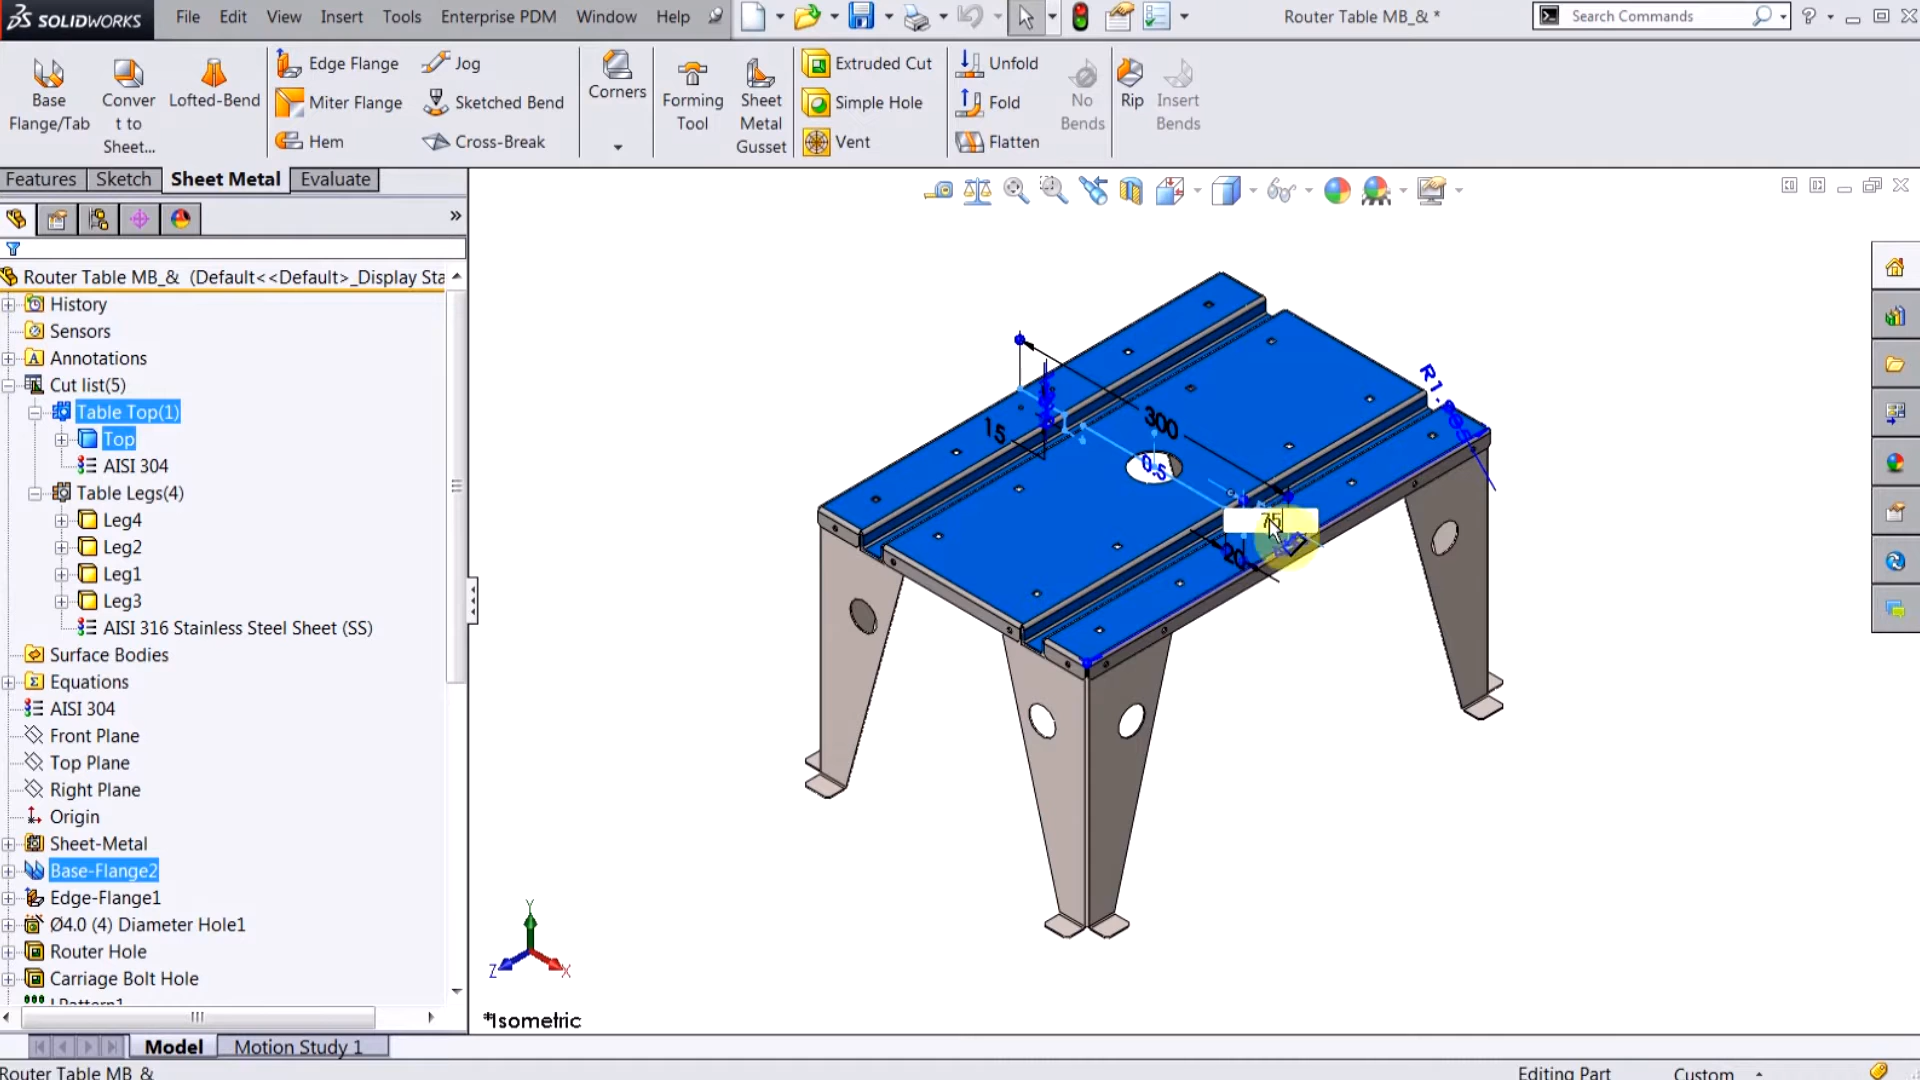 SOLIDWORKS File Edit View Insert Tools Enterprise PDM Window Help Router Table MB_& * Search Commands ?
Base Flange/Tab
Conver t to Sheet...
Lofted-Bend
Edge Flange
Miter Flange
Hem
Jog
Sketched Bend
Cross-Break
Corners
Forming Tool
Sheet Metal Gusset
Extruded Cut
Simple Hole
Vent
Unfold
Fold
Flatten
No Bends
Rip
Insert Bends
Features Sketch Sheet Metal Evaluate
Router Table MB_& (Default<<Default>_Display Sta
History
Sensors
Annotations
Cut list(5)
Table Top(1)
Top
AISI 304
Table Legs(4)
Leg4
Leg2
Leg1
Leg3
AISI 316 Stainless Steel Sheet (SS)
Surface Bodies
Equations
AISI 304
Front Plane
Top Plane
Right Plane
Origin
Sheet-Metal
Base-Flange2
Edge-Flange1
Ø4.0 (4) Diameter Hole1
Router Hole
Carriage Bolt Hole
LPattern1
300
15
0.5
75
20
Y
Z
X
*Isometric
Model Motion Study 1
Router Table MB_& Editing Part Custom